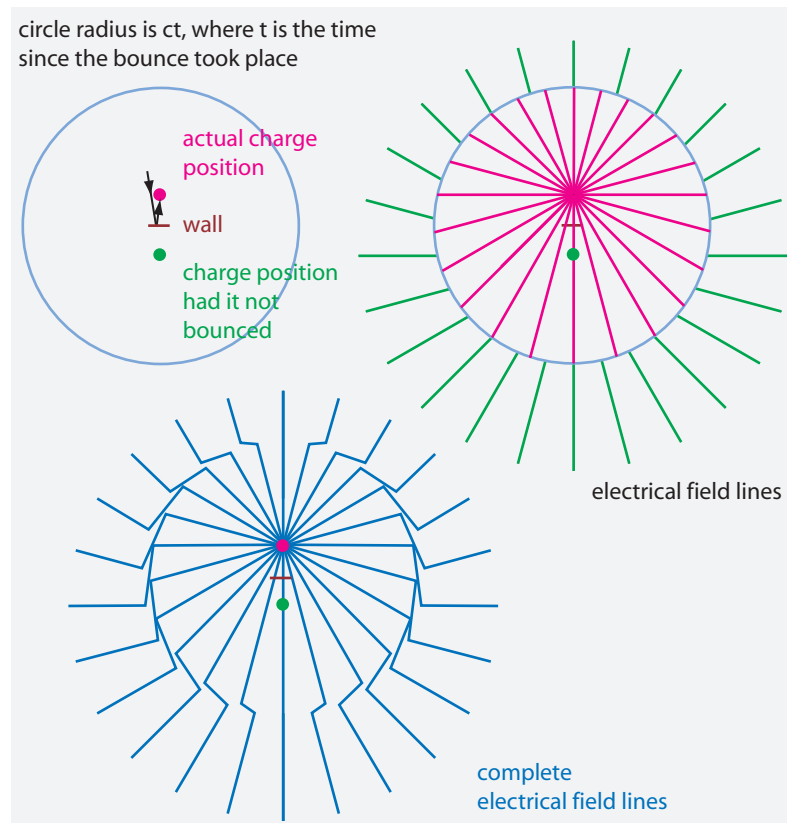 circle radius is ct, where t is the time
since the bounce took place
actual charge
position
wall
charge position
had it not
bounced
electrical field lines
complete
electrical field lines